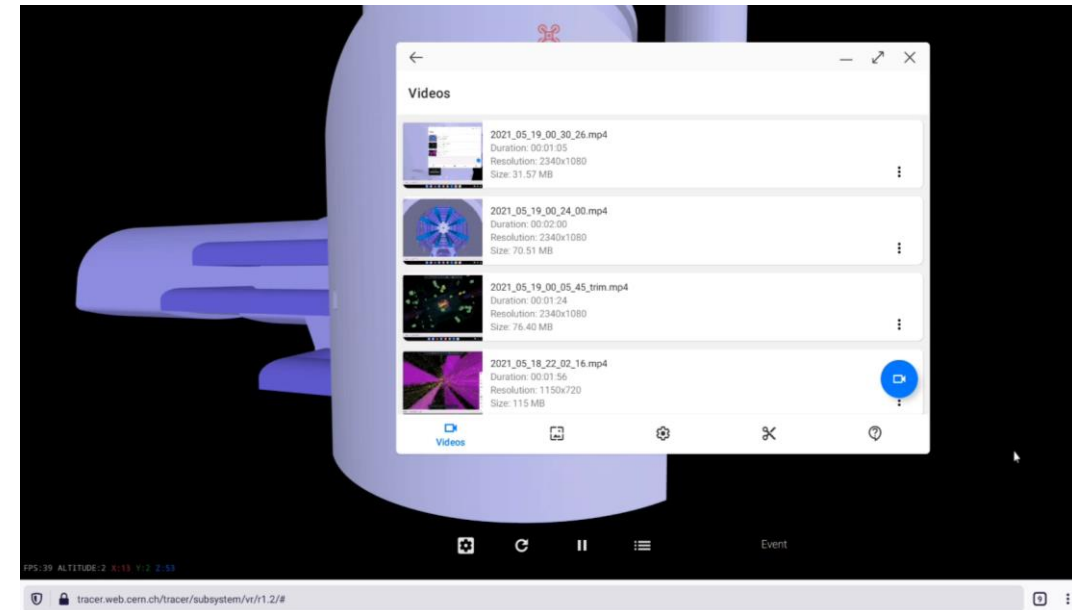 Videos
2021_05_19_00_30_26.mp4
Duration: 00:01:05
Resolution: 2340x1080
Size: 31.57 MB
2021_05_19_00_24_00.mp4
Duration: 00:02:00
Resolution: 2340x1080
Size: 70.51 MB
2021_05_19_00_05_45_trim.mp4
Duration: 00:01:24
Resolution: 2340x1080
Size: 76.40 MB
2021_05_18_22_02_16.mp4
Duration: 00:01:56
Resolution: 1150x720
Size: 115 MB
Videos
Event
FPS:39 ALTITUDE:2 X:13 Y:2 Z:53
tracer.web.cern.ch/tracer/subsystem/vr/r1.2/#
9